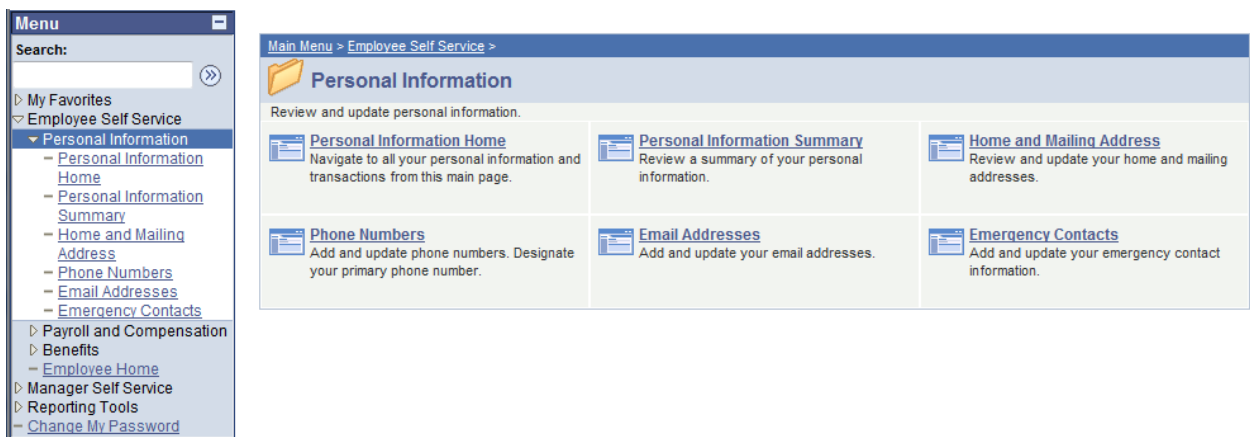 Menu
Search:
My Favorites
Employee Self Service
Personal Information
Personal Information
Home
Personal Information
Summary
Home and Mailing
Address
Phone Numbers
Email Addresses
Emergency Contacts
Payroll and Compensation
Benefits
Employee Home
Manager Self Service
Reporting Tools
Change My Password
Main Menu > Employee Self Service >
Personal Information
Review and update personal information.
Personal Information Home
Navigate to all your personal information and
transactions from this main page.
Personal Information Summary
Review a summary of your personal
information.
Home and Mailing Address
Review and update your home and mailing
addresses.
Phone Numbers
Add and update phone numbers. Designate
your primary phone number.
Email Addresses
Add and update your email addresses.
Emergency Contacts
Add and update your emergency contact
information.